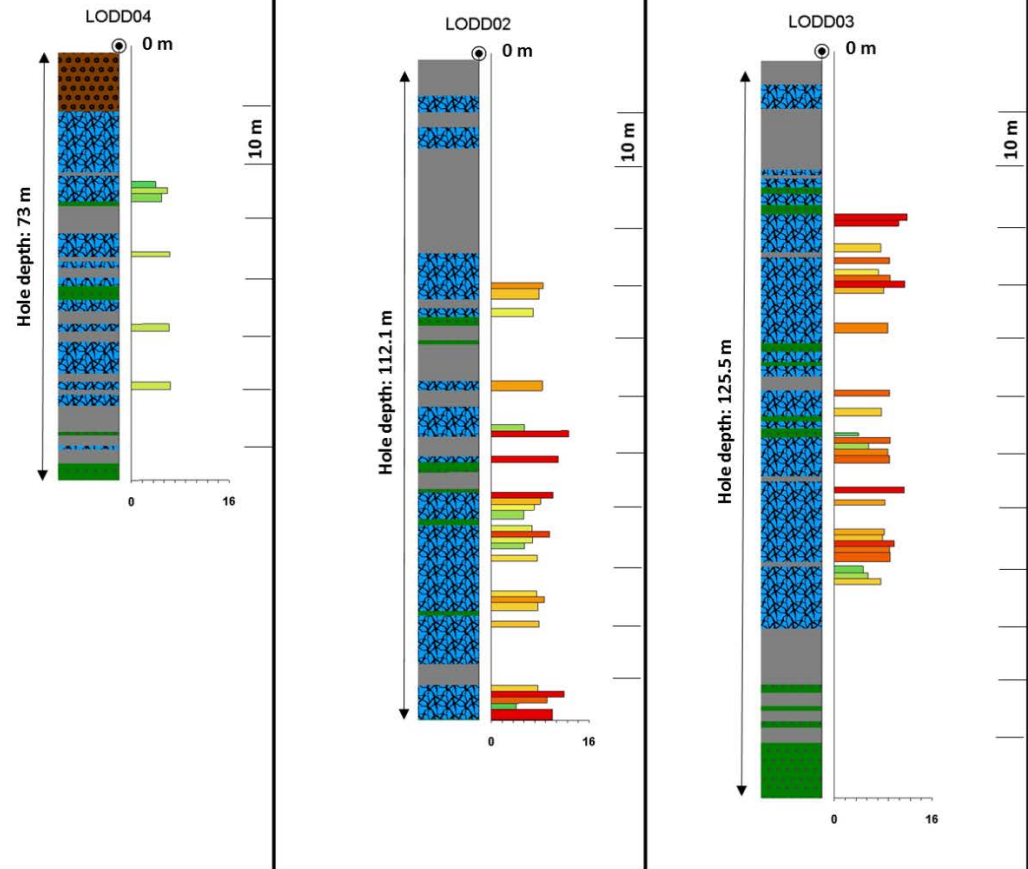 LODD04
0 m
10 m
Hole depth: 73 m
0 16
LODD02
0 m
10 m
Hole depth: 112.1 m
0 16
LODD03
0 m
10 m
Hole depth: 125.5 m
0 16